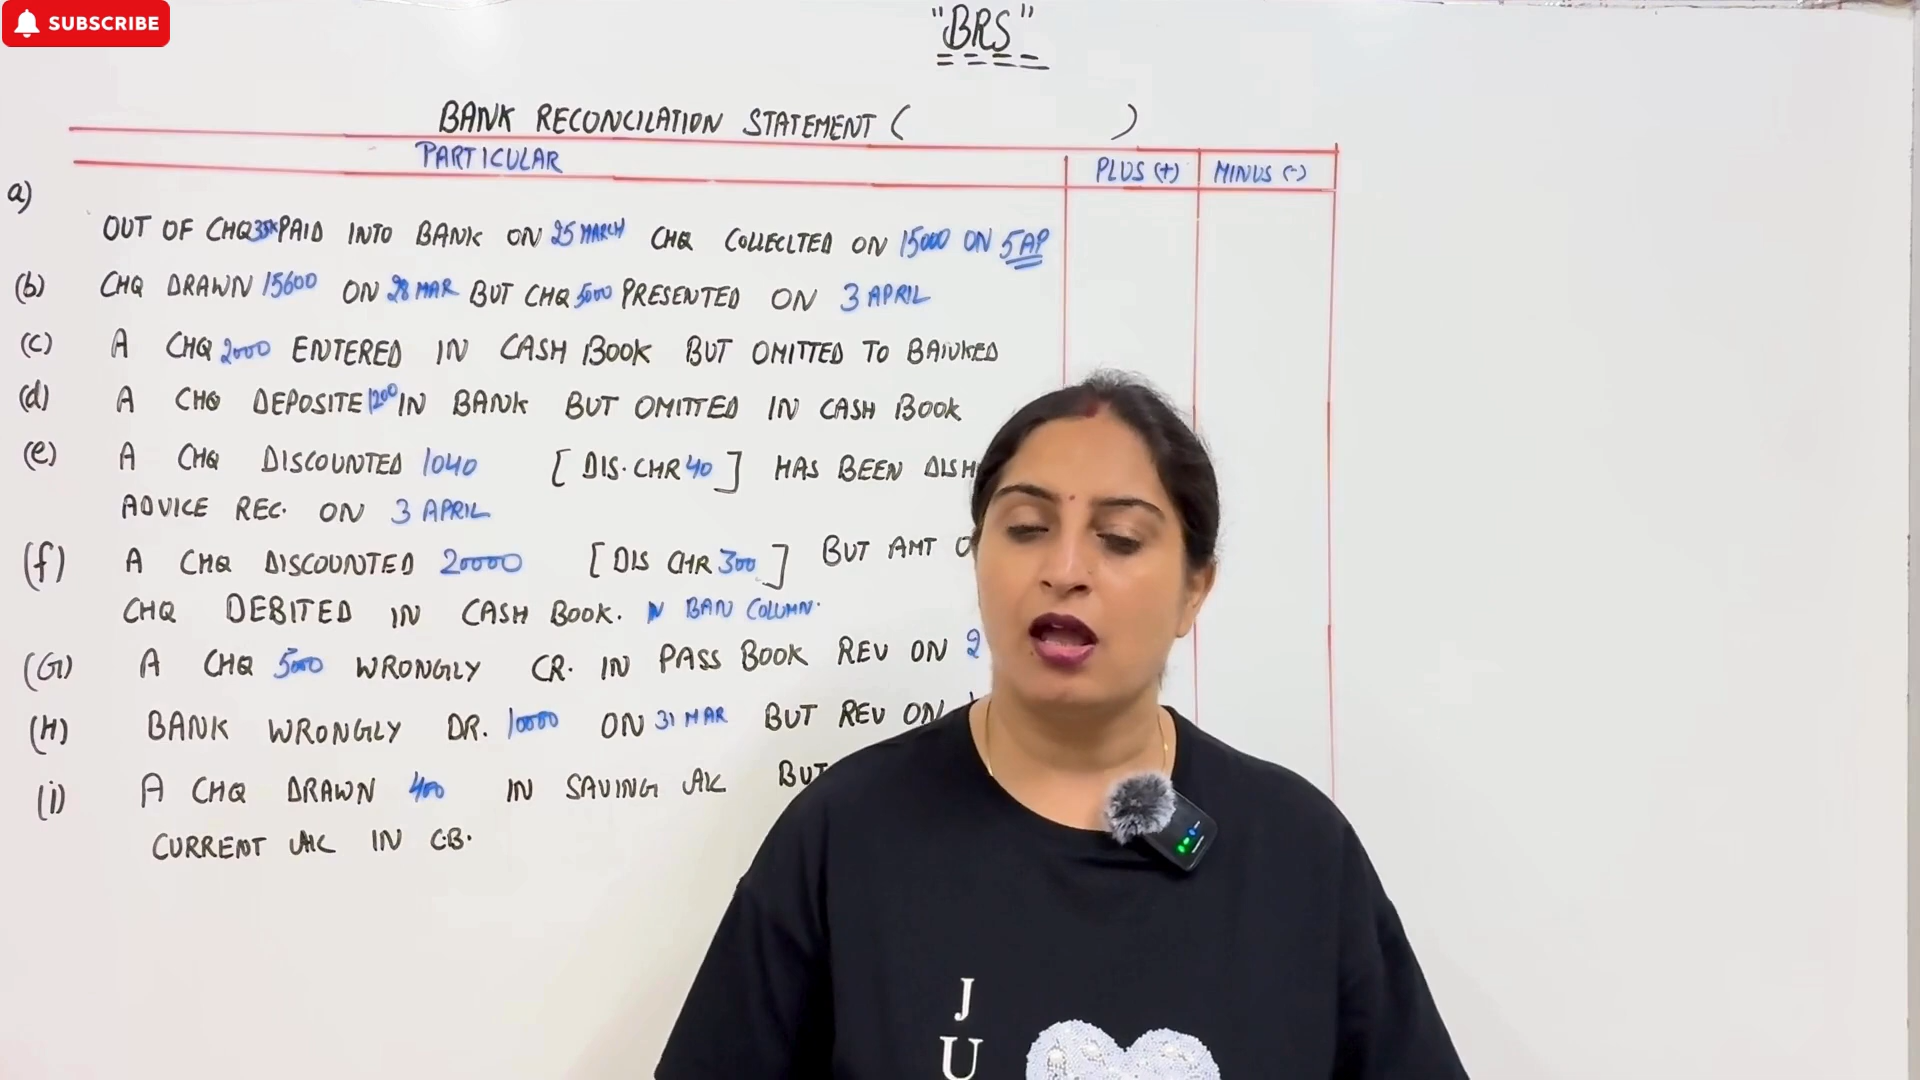 SUBSCRIBE
"BRS"
BANK RECONCILATION STATEMENT ( )
PARTICULAR PLUS (+) MINUS (-)
a)
OUT OF CHQ 35K PAID INTO BANK ON 25 MARCH CHQ COLLECLTED ON 15000 ON 5 AP
(b) CHQ DRAWN 15600 ON 28 MAR BUT CHQ 5000 PRESENTED ON 3 APRIL
(c) A CHQ 2000 ENTERED IN CASH BOOK BUT OMITTED TO BANKED
(d) A CHQ DEPOSITE 1200 IN BANK BUT OMITTED IN CASH BOOK
(e) A CHQ DISCOUNTED 1040 [DIS. CHR 40] HAS BEEN DISH
ADVICE REC. ON 3 APRIL
(f) A CHQ DISCOUNTED 20000 [DIS CHR 300] BUT AMT O
CHQ DEBITED IN CASH BOOK. N BAN COLUMN.
(G) A CHQ 5000 WRONGLY CR. IN PASS BOOK REV ON 2
(H) BANK WRONGLY DR. 10000 ON 31 MAR BUT REV ON
(i) A CHQ DRAWN 400 IN SAVING A/C BUT
CURRENT A/C IN C.B.
J
U